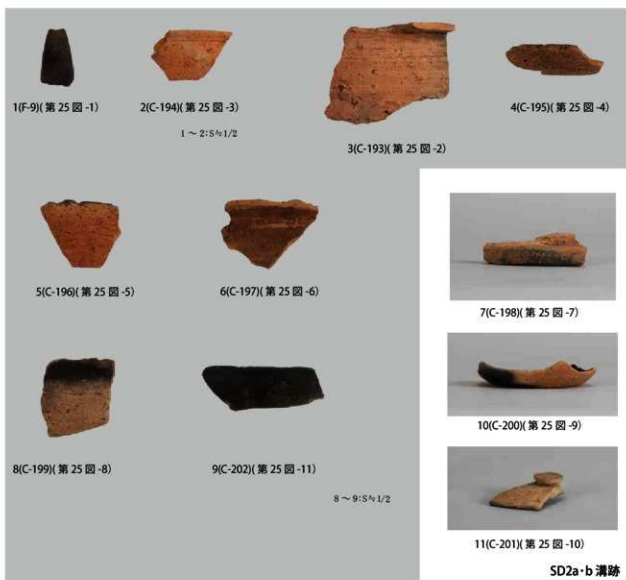 1(F-9)( 第 25 図 -1)
2(C-194)( 第 25 図 -3)
4(C-195)( 第 25 図 -4)
1 ～ 2:S≒1/2
3(C-193)( 第 25 図 -2)
5(C-196)( 第 25 図 -5)
6(C-197)( 第 25 図 -6)
7(C-198)( 第 25 図 -7)
10(C-200)( 第 25 図 -9)
8(C-199)( 第 25 図 -8)
9(C-202)( 第 25 図 -11)
8 ～ 9:S≒1/2
11(C-201)( 第 25 図 -10)
SD2a･b 溝跡